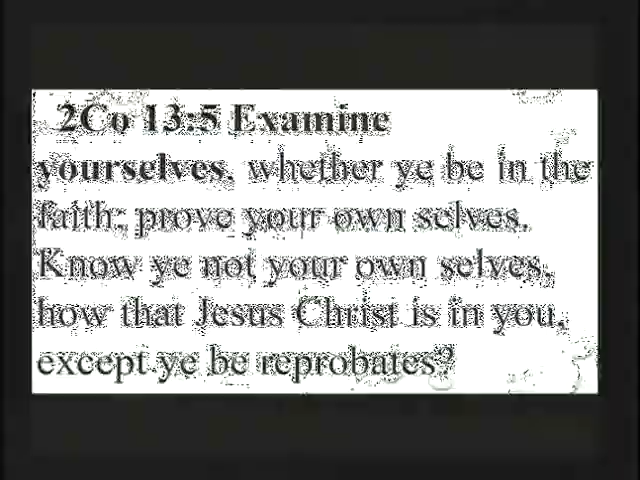 2Co 13:5 Examine
yourselves, whether ye be in the
faith; prove your own selves.
Know ye not your own selves,
how that Jesus Christ is in you,
except ye be reprobates?